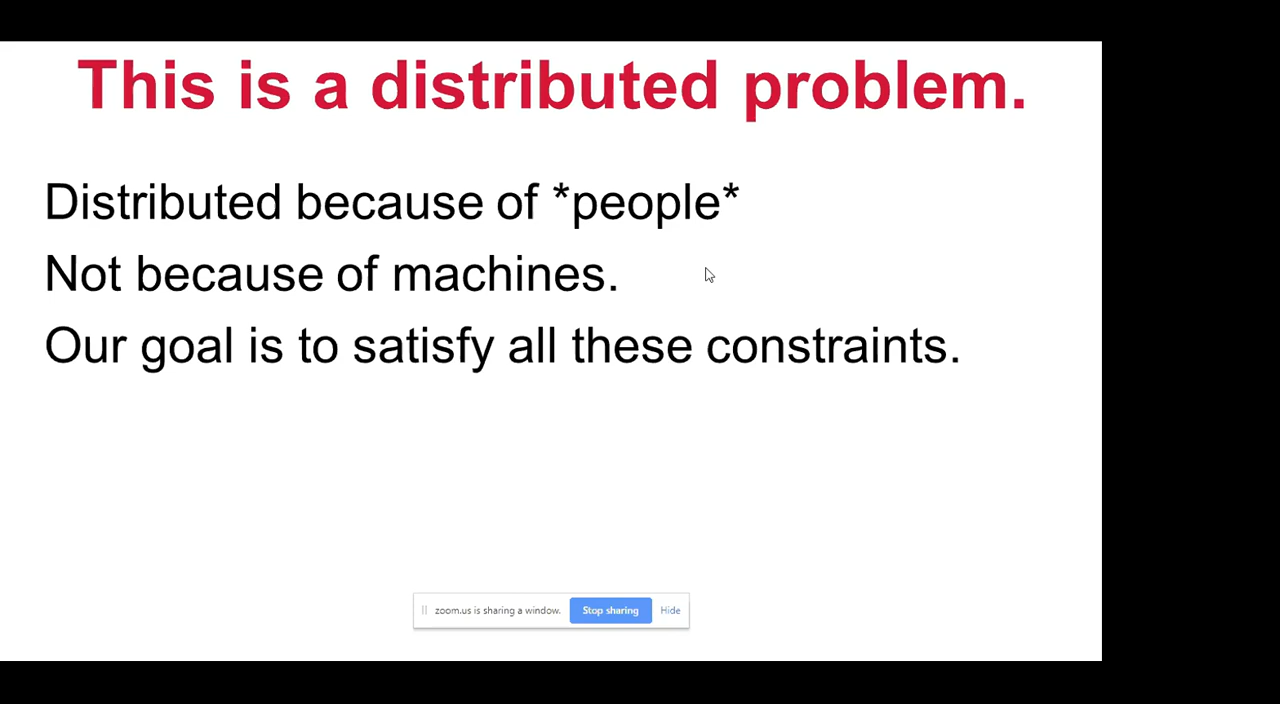 This is a distributed problem.
Distributed because of *people*
Not because of machines.
Our goal is to satisfy all these constraints.
zoom.us is sharing a window. Stop sharing Hide